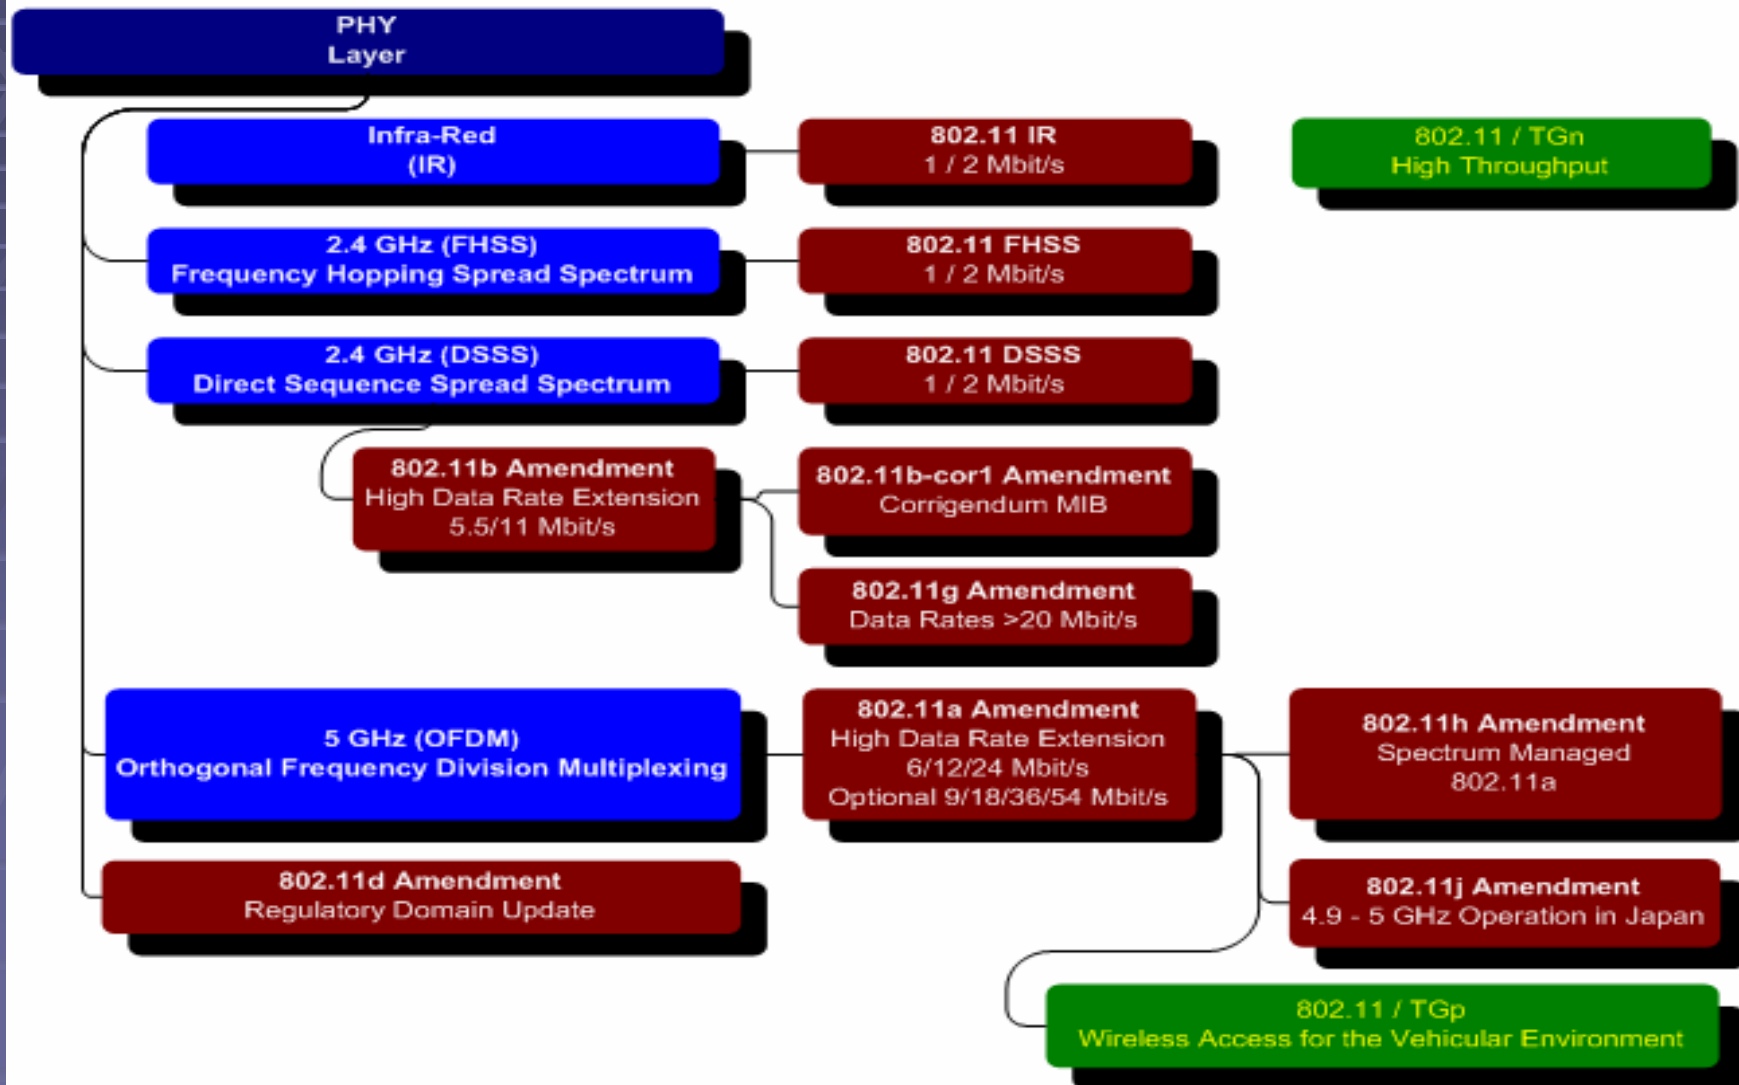 PHY
Layer
Infra-Red
(IR)
802.11 IR
1 / 2 Mbit/s
802.11 / TGn
High Throughput
2.4 GHz (FHSS)
Frequency Hopping Spread Spectrum
802.11 FHSS
1 / 2 Mbit/s
2.4 GHz (DSSS)
Direct Sequence Spread Spectrum
802.11 DSSS
1 / 2 Mbit/s
802.11b Amendment
High Data Rate Extension
5.5/11 Mbit/s
802.11b-cor1 Amendment
Corrigendum MIB
802.11g Amendment
Data Rates >20 Mbit/s
5 GHz (OFDM)
Orthogonal Frequency Division Multiplexing
802.11a Amendment
High Data Rate Extension
6/12/24 Mbit/s
Optional 9/18/36/54 Mbit/s
802.11h Amendment
Spectrum Managed
802.11a
802.11d Amendment
Regulatory Domain Update
802.11j Amendment
4.9 - 5 GHz Operation in Japan
802.11 / TGp
Wireless Access for the Vehicular Environment